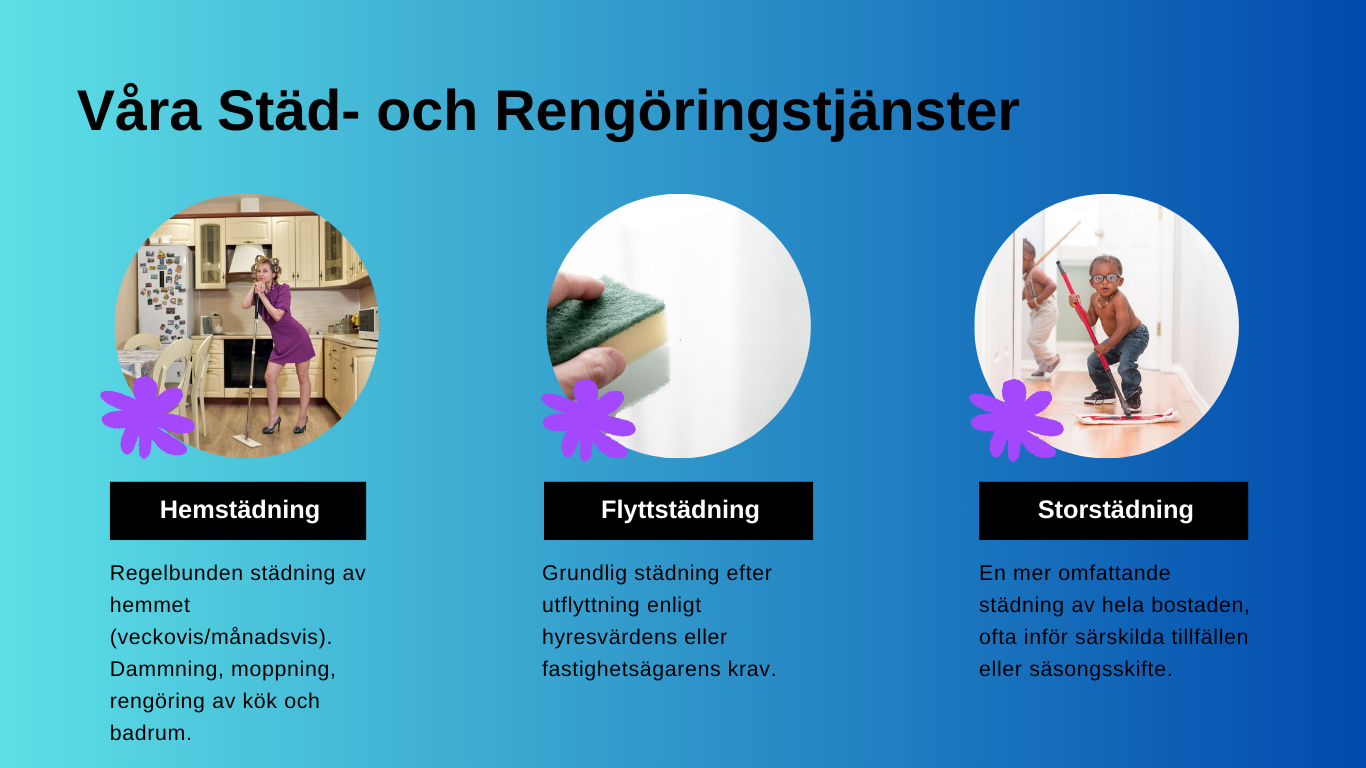 Våra Städ- och Rengöringstjänster
Hemstädning
Regelbunden städning av
hemmet
(veckovis/månadsvis).
Dammning, moppning,
rengöring av kök och
badrum.
Flyttstädning
Grundlig städning efter
utflyttning enligt
hyresvärdens eller
fastighetsägarens krav.
Storstädning
En mer omfattande
städning av hela bostaden,
ofta inför särskilda tillfällen
eller säsongsskifte.